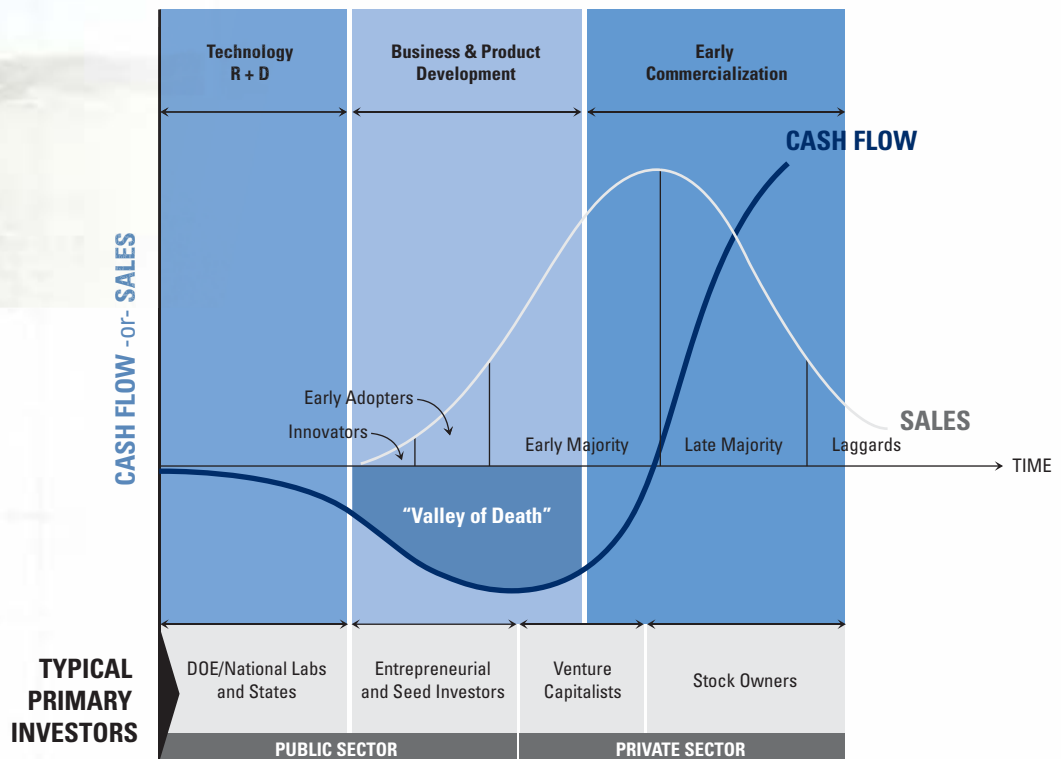 Technology
R + D
Business & Product
Development
Early
Commercialization
CASH FLOW
CASH FLOW -or- SALES
Early Adopters
Innovators
Early Majority
Late Majority
Laggards
SALES
TIME
“Valley of Death”
TYPICAL
PRIMARY
INVESTORS
DOE/National Labs
and States
Entrepreneurial
and Seed Investors
Venture
Capitalists
Stock Owners
PUBLIC SECTOR
PRIVATE SECTOR